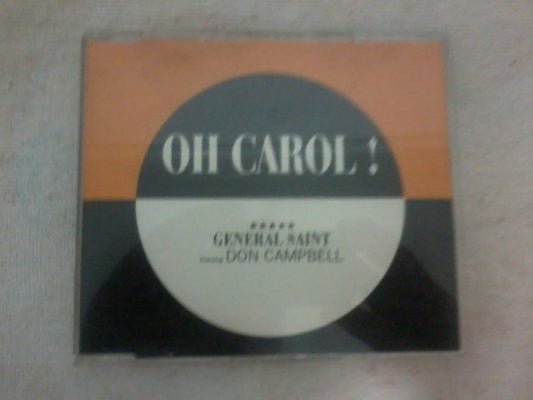 OH CAROL !
★★★★★
GENERAL SAINT
DON CAMPBELL